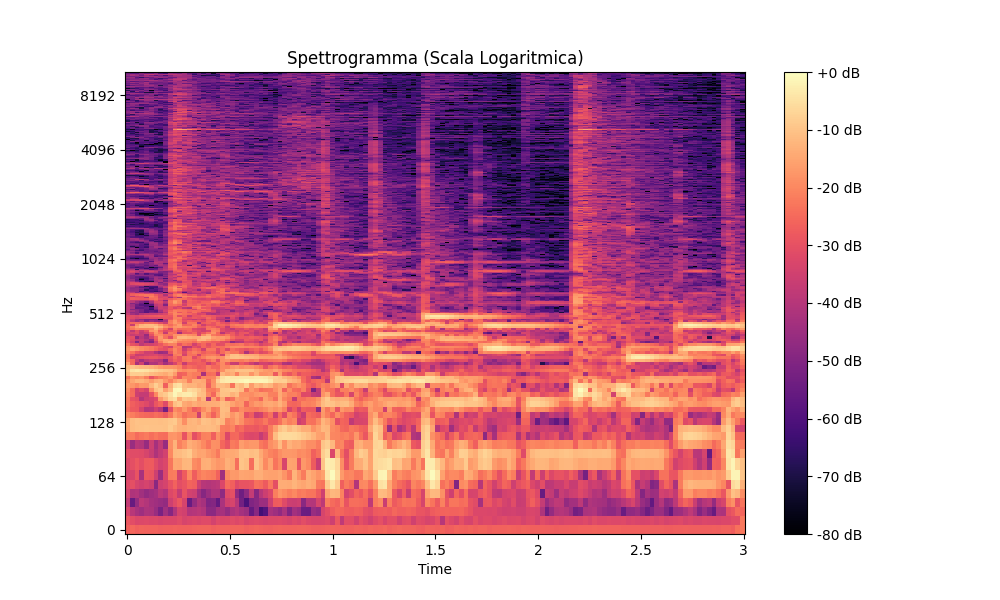 Spettrogramma (Scala Logaritmica)
Hz
8192
4096
2048
1024
512
256
128
64
0
0
0.5
1
1.5
2
2.5
3
Time
+0 dB
-10 dB
-20 dB
-30 dB
-40 dB
-50 dB
-60 dB
-70 dB
-80 dB